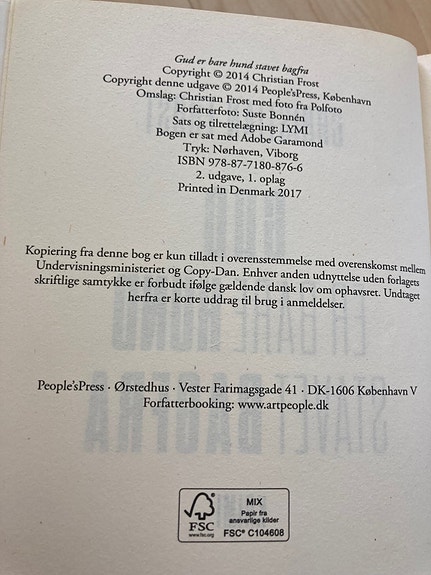 Gud er bare hund stavet bagfra
Copyright © 2014 Christian Frost
Copyright denne udgave © 2014 People'sPress, København
Omslag: Christian Frost med foto fra Polfoto
Forfatterfoto: Suste Bonnén
Sats og tilrettelægning: LYMI
Bogen er sat med Adobe Garamond
Tryk: Nørhaven, Viborg
ISBN 978-87-7180-876-6
2. udgave, 1. oplag
Printed in Denmark 2017
Kopiering fra denne bog er kun tilladt i overensstemmelse med overenskomst mellem
Undervisningsministeriet og Copy-Dan. Enhver anden udnyttelse uden forlagets
skriftlige samtykke er forbudt ifølge gældende dansk lov om ophavsret. Undtaget
herfra er korte uddrag til brug i anmeldelser.
People'sPress · Ørstedhus · Vester Farimagsgade 41 · DK-1606 København V
Forfatterbooking: www.artpeople.dk
FSC
www.fsc.org
MIX
Papir fra
ansvarlige kilder
FSC® C104608